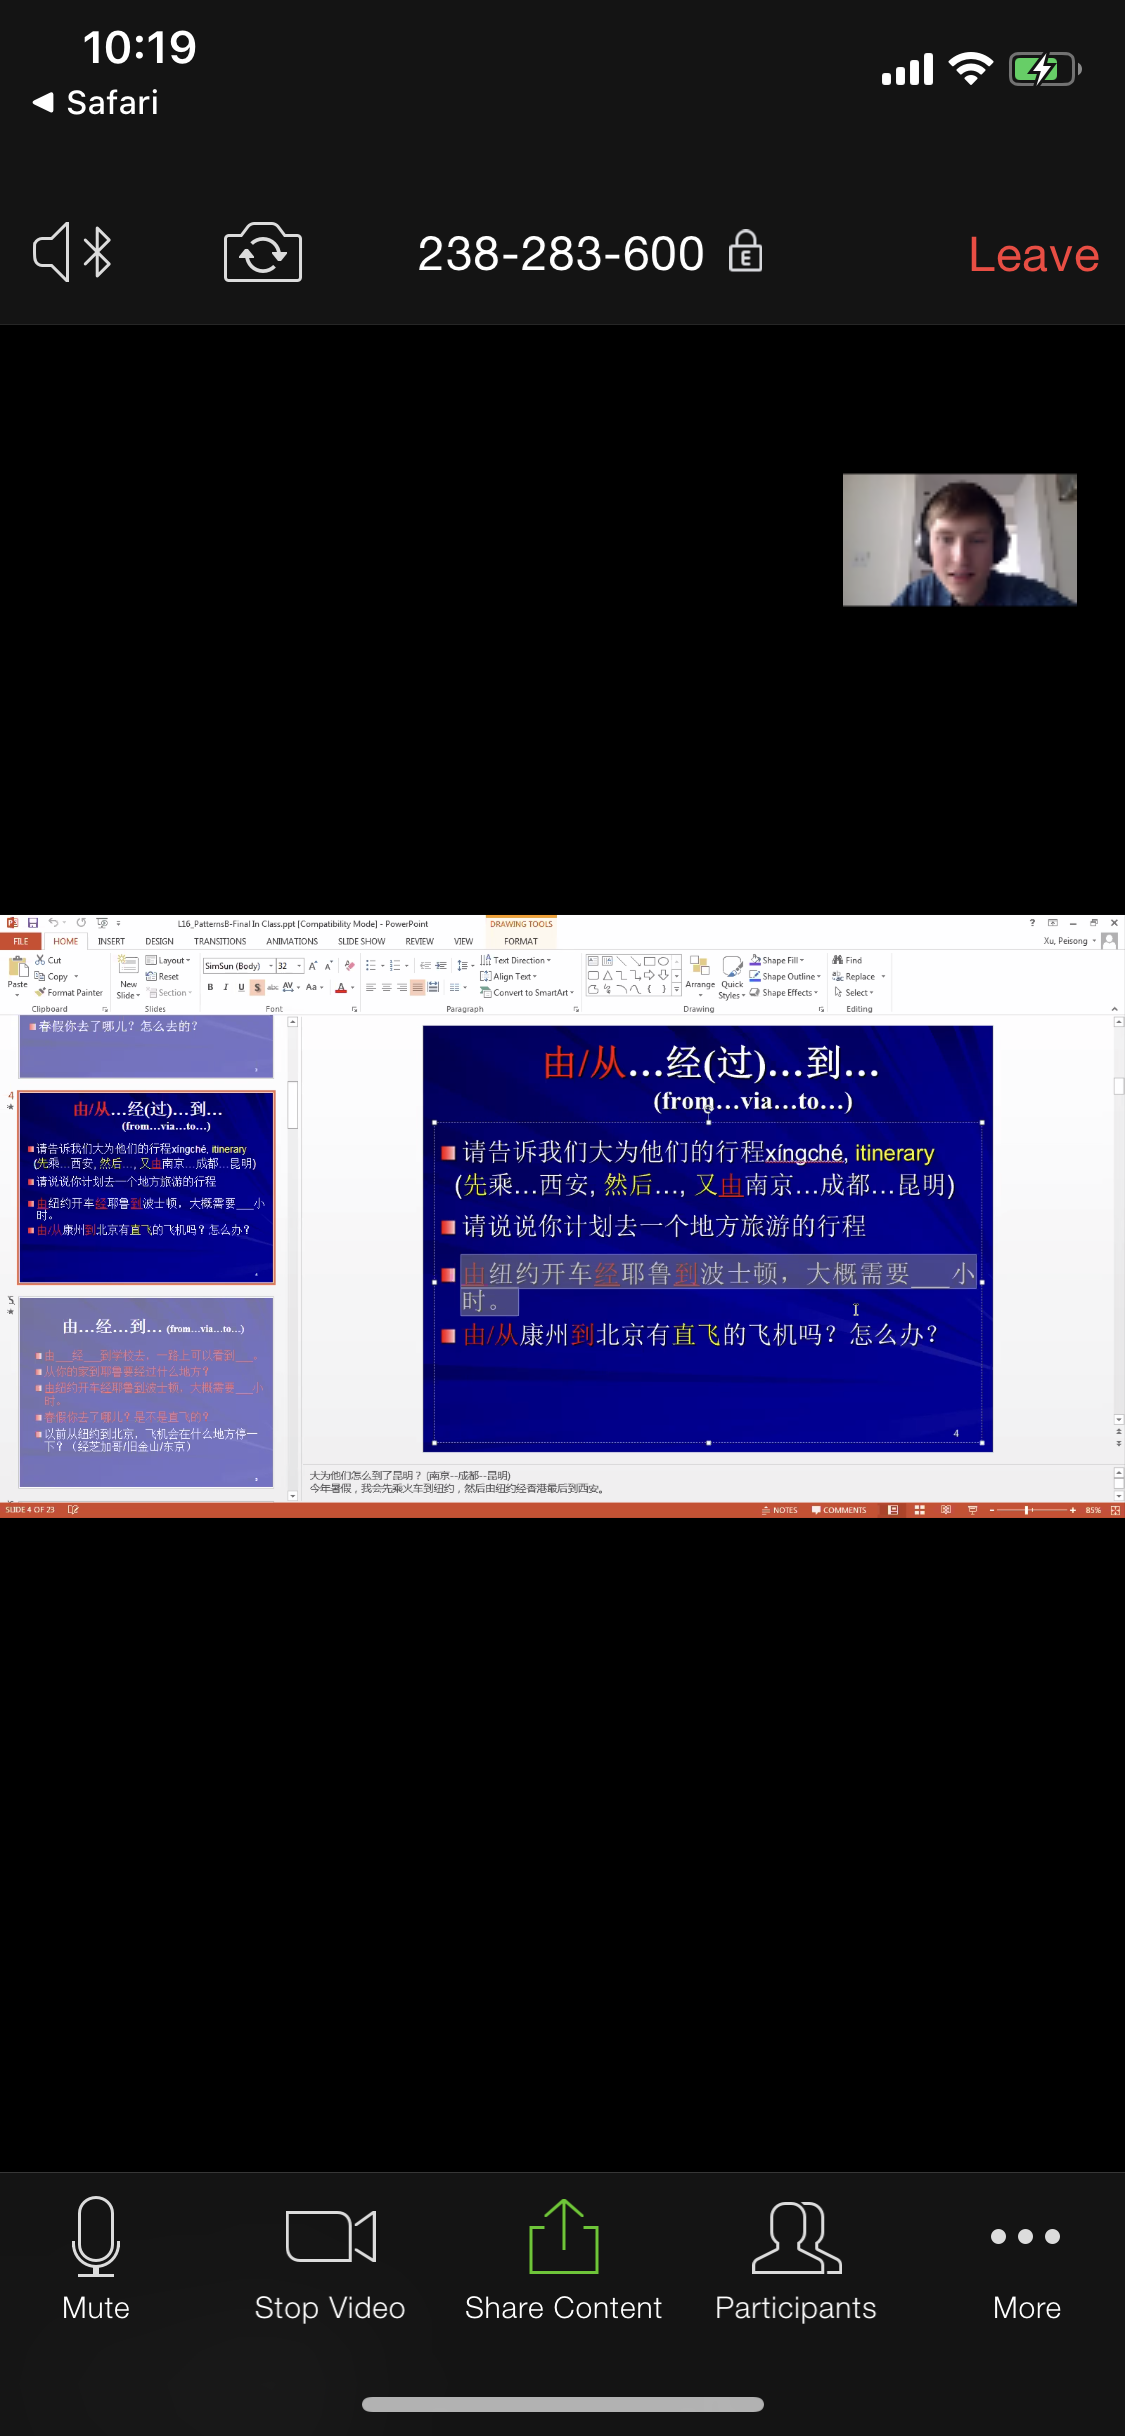 10:19
Safari
238-283-600
E
Leave
L16_PatternsB-Final In Class.ppt [Compatibility Mode] - PowerPoint
DRAWING TOOLS
FILE HOME INSERT DESIGN TRANSITIONS ANIMATIONS SLIDE SHOW REVIEW VIEW FORMAT
Xu, Peisong
Paste
Cut
Copy
Format Painter
Clipboard
New Slide
Layout
Reset
Section
Slides
SimSun (Body) 32
B I U S abc AV Aa A
Font
Text Direction
Align Text
Convert to SmartArt
Paragraph
Arrange
Quick Styles
Shape Fill
Shape Outline
Shape Effects
Drawing
Find
Replace
Select
Editing
春假你去了哪儿？怎么去的？
4
由/从…经(过)…到…
(from…via…to…)
请告诉我们大为他们的行程xíngché, itinerary
(先乘…西安, 然后…, 又由南京…成都…昆明)
请说说你计划去一个地方旅游的行程
由纽约开车经耶鲁到波士顿，大概需要___小
时。
由/从康州到北京有直飞的飞机吗？怎么办？
5
由…经…到… (from…via…to…)
由___经___到学校去，一路上可以看到___。
从你的家到耶鲁要经过什么地方？
由纽约开车经耶鲁到波士顿，大概需要___小
时。
春假你去了哪儿？是不是直飞的？
以前从纽约到北京，飞机会在什么地方停一
下？（经芝加哥/旧金山/东京）
由/从…经(过)…到…
(from…via…to…)
请告诉我们大为他们的行程xíngché, itinerary
(先乘…西安, 然后…, 又由南京…成都…昆明)
请说说你计划去一个地方旅游的行程
由纽约开车经耶鲁到波士顿，大概需要___小
时。
由/从康州到北京有直飞的飞机吗？怎么办？
4
大为他们怎么到了昆明？ (南京--成都--昆明)
今年暑假，我会先乘火车到纽约，然后由纽约经香港最后到西安。
SLIDE 4 OF 23
NOTES
COMMENTS
85%
Mute
Stop Video
Share Content
Participants
More